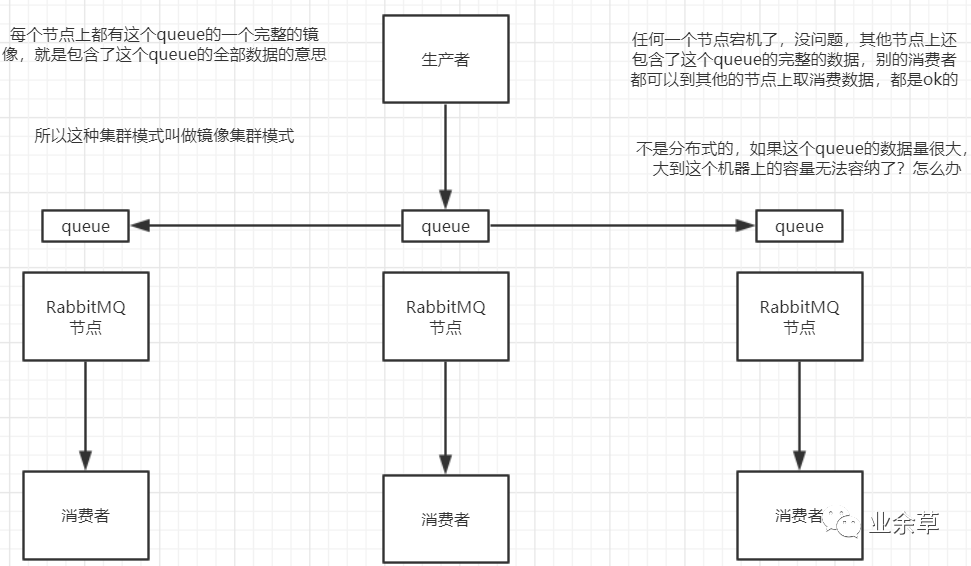 每个节点上都有这个queue的一个完整的镜
像，就是包含了这个queue的全部数据的意思
生产者
任何一个节点宕机了，没问题，其他节点上还
包含了这个queue的完整的数据，别的消费者
都可以到其他的节点上取消费数据，都是ok的
所以这种集群模式叫做镜像集群模式
不是分布式的，如果这个queue的数据量很大，
大到这个机器上的容量无法容纳了？怎么办
queue
queue
queue
RabbitMQ
节点
RabbitMQ
节点
RabbitMQ
节点
消费者
消费者
消费者
业余草